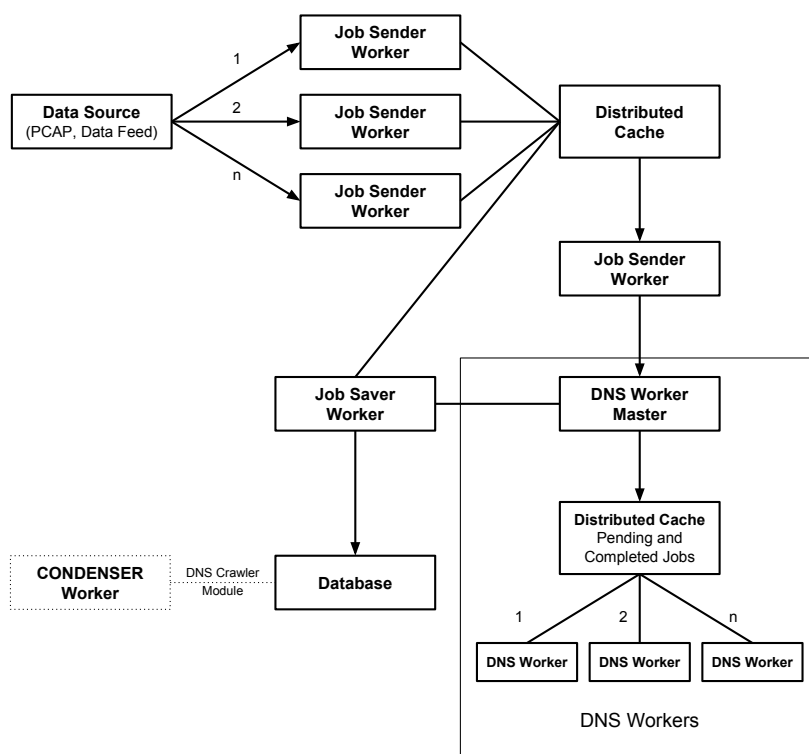 Job Sender
Worker
1
Data Source
(PCAP, Data Feed)
2
Job Sender
Worker
Distributed
Cache
n
Job Sender
Worker
Job Sender
Worker
Job Saver
Worker
DNS Worker
Master
Distributed Cache
Pending and
Completed Jobs
CONDENSER
Worker
DNS Crawler
Module
Database
1
2
n
DNS Worker
DNS Worker
DNS Worker
DNS Workers